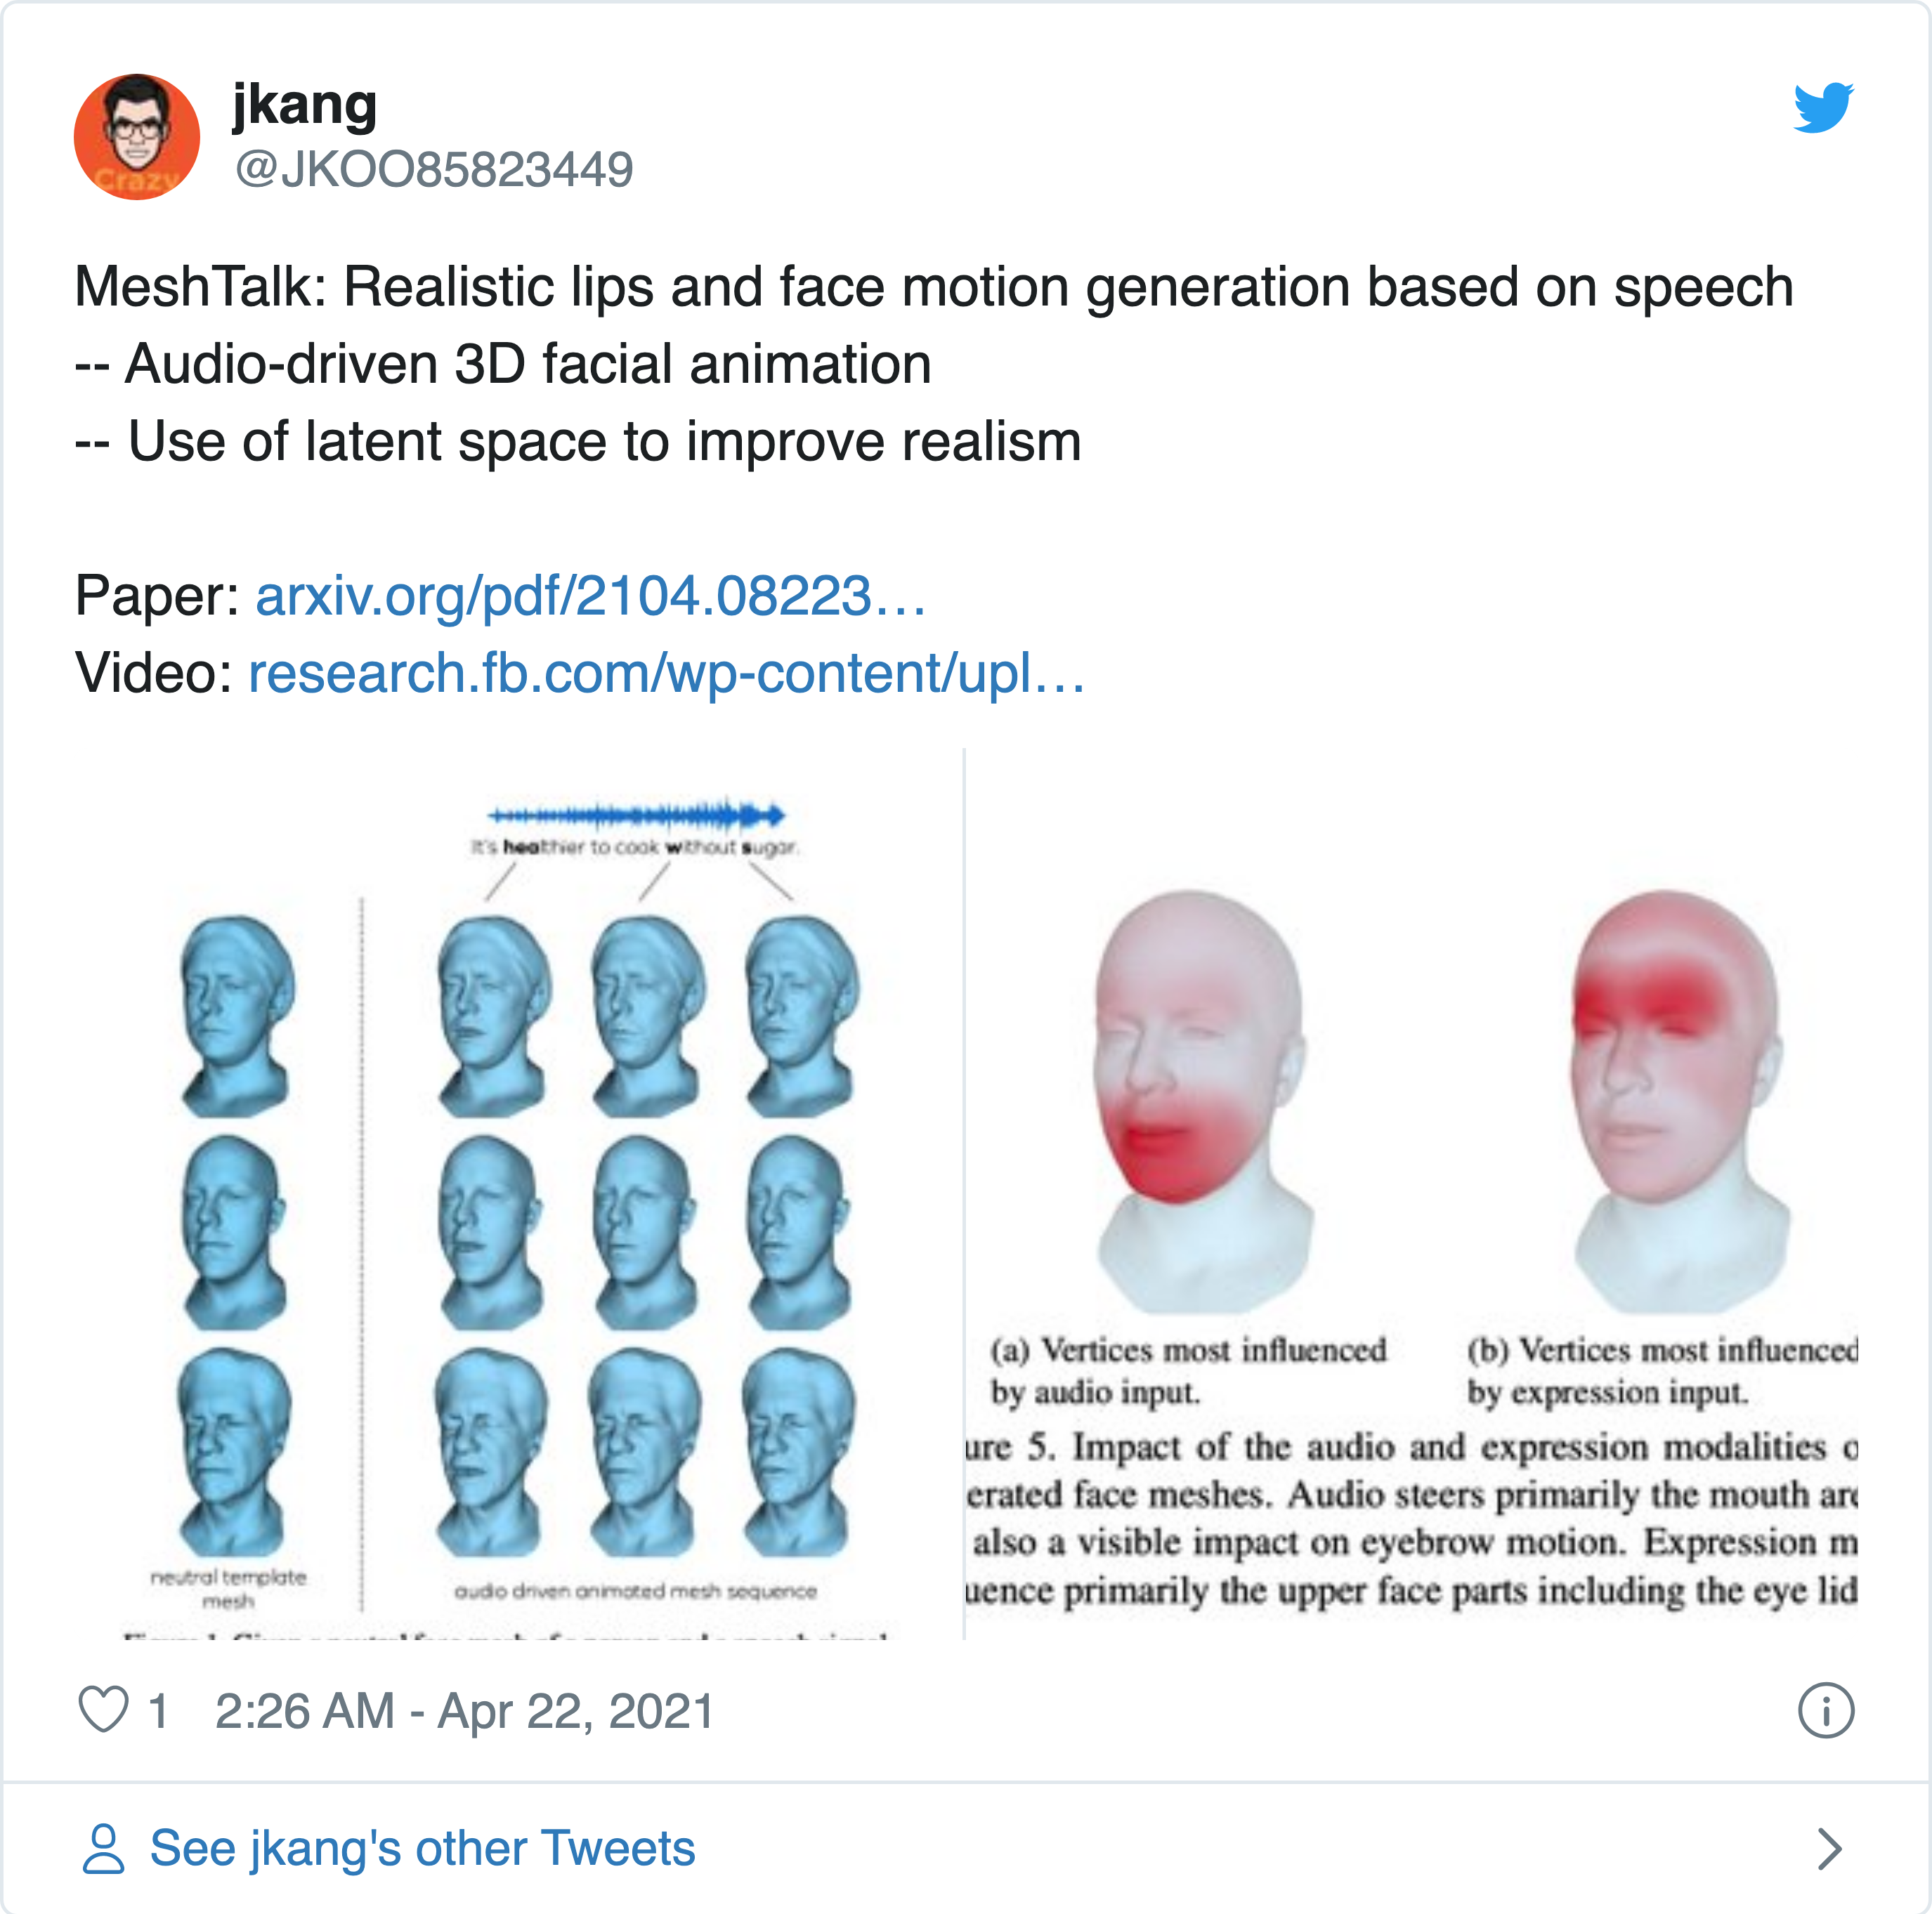 jkang
@JKOO85823449
Crazy
MeshTalk: Realistic lips and face motion generation based on speech
-- Audio-driven 3D facial animation
-- Use of latent space to improve realism
Paper: arxiv.org/pdf/2104.08223…
Video: research.fb.com/wp-content/upl…
It's healthier to cook without sugar.
neutral template
mesh
audio driven animated mesh sequence
(a) Vertices most influenced
by audio input.
(b) Vertices most influenced
by expression input.
ure 5. Impact of the audio and expression modalities o
erated face meshes. Audio steers primarily the mouth are
also a visible impact on eyebrow motion. Expression m
uence primarily the upper face parts including the eye lid
1 2:26 AM - Apr 22, 2021
See jkang's other Tweets